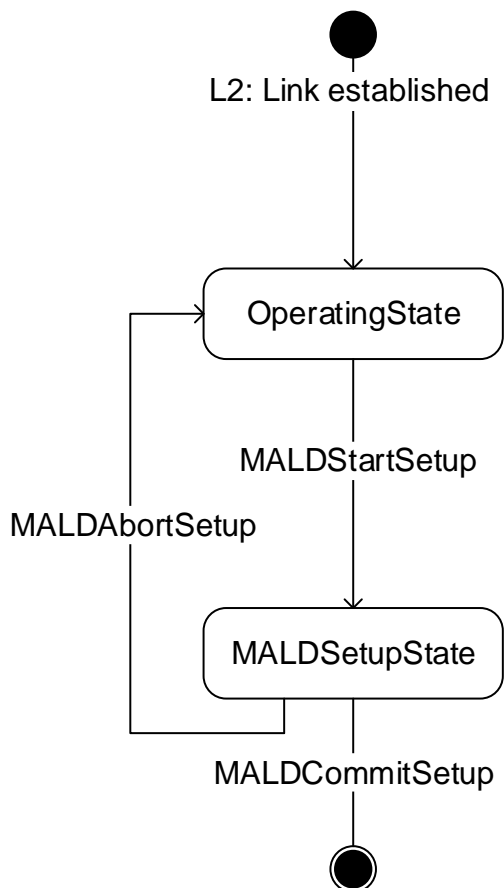 L2: Link established
OperatingState
MALDStartSetup
MALDAbortSetup
MALDSetupState
MALDCommitSetup